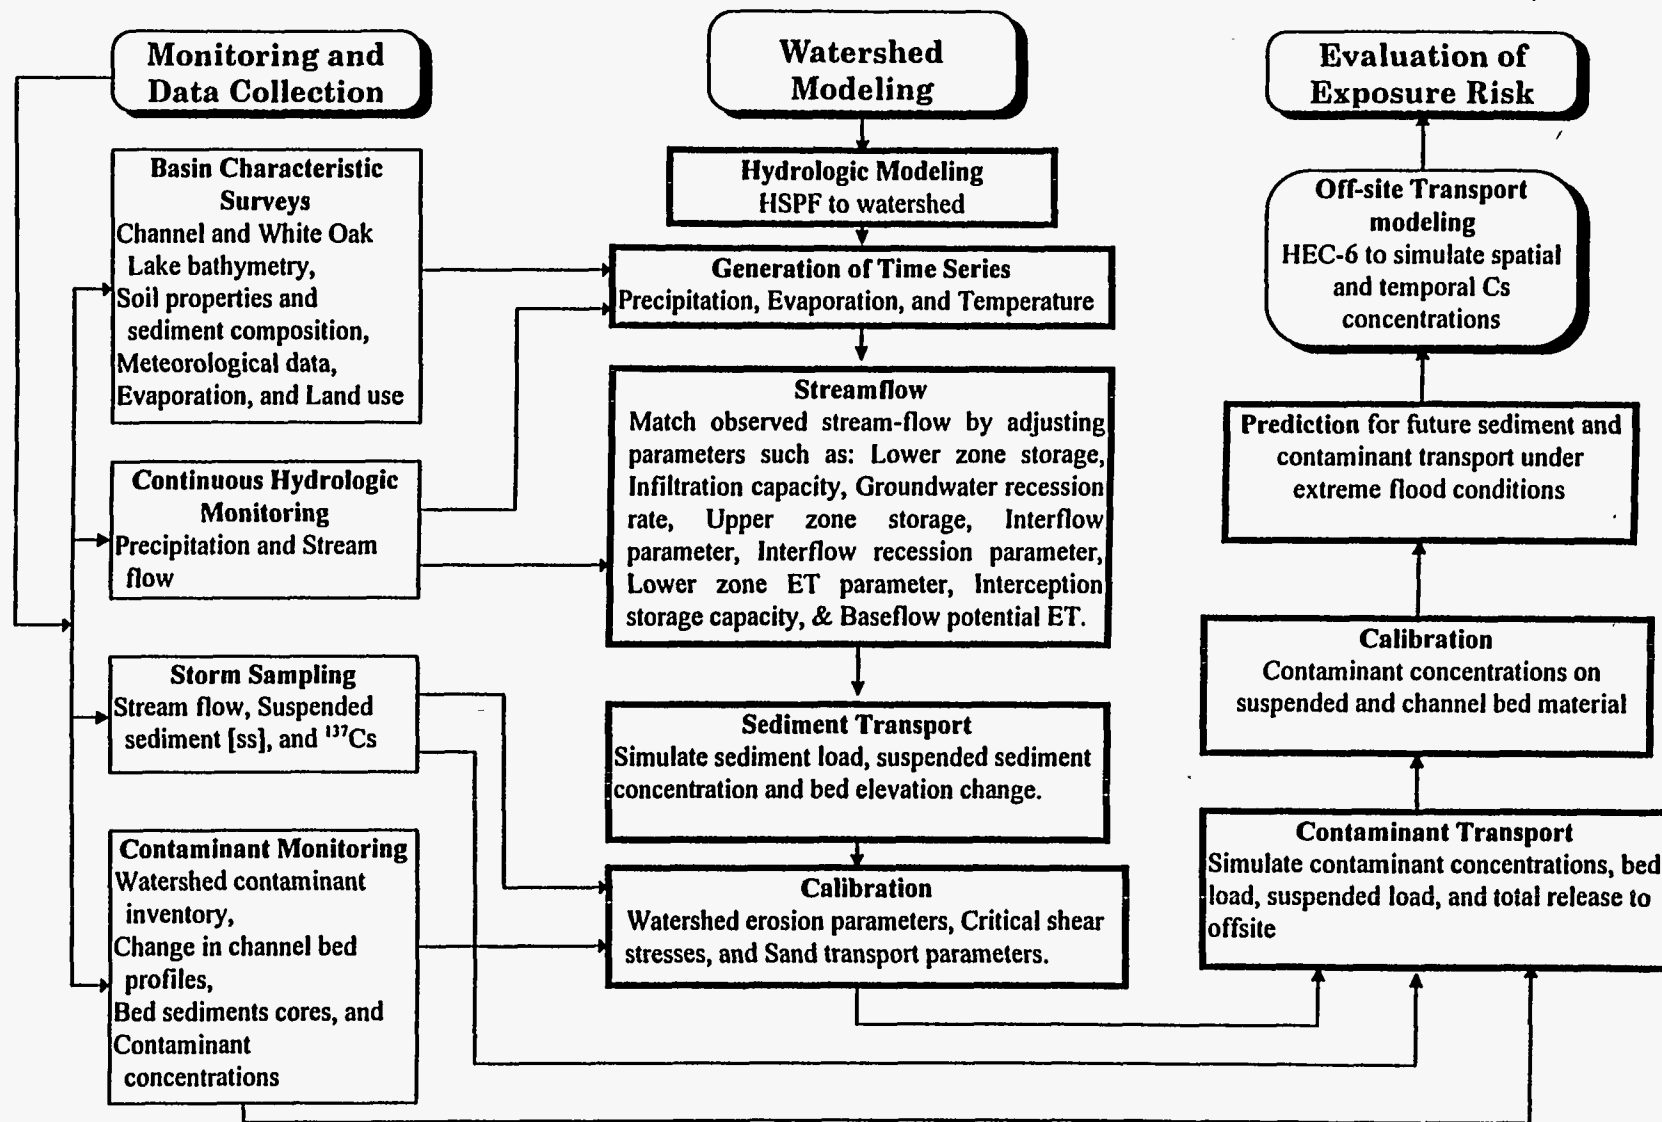 Monitoring and
Data Collection
Basin Characteristic
Surveys
Channel and White Oak
Lake bathymetry,
Soil properties and
sediment composition,
Meteorological data,
Evaporation, and Land use
Continuous Hydrologic
Monitoring
Precipitation and Stream
flow
Storm Sampling
Stream flow, Suspended
sediment [ss], and ¹³⁷Cs
Contaminant Monitoring
Watershed contaminant
inventory,
Change in channel bed
profiles,
Bed sediments cores, and
Contaminant
concentrations
Watershed
Modeling
Hydrologic Modeling
HSPF to watershed
Generation of Time Series
Precipitation, Evaporation, and Temperature
Streamflow
Match observed stream-flow by adjusting
parameters such as: Lower zone storage,
Infiltration capacity, Groundwater recession
rate, Upper zone storage, Interflow
parameter, Interflow recession parameter,
Lower zone ET parameter, Interception
storage capacity, & Baseflow potential ET.
Sediment Transport
Simulate sediment load, suspended sediment
concentration and bed elevation change.
Calibration
Watershed erosion parameters, Critical shear
stresses, and Sand transport parameters.
Evaluation of
Exposure Risk
Off-site Transport
modeling
HEC-6 to simulate spatial
and temporal Cs
concentrations
Prediction for future sediment and
contaminant transport under
extreme flood conditions
Calibration
Contaminant concentrations on
suspended and channel bed material
Contaminant Transport
Simulate contaminant concentrations, bed
load, suspended load, and total release to
offsite